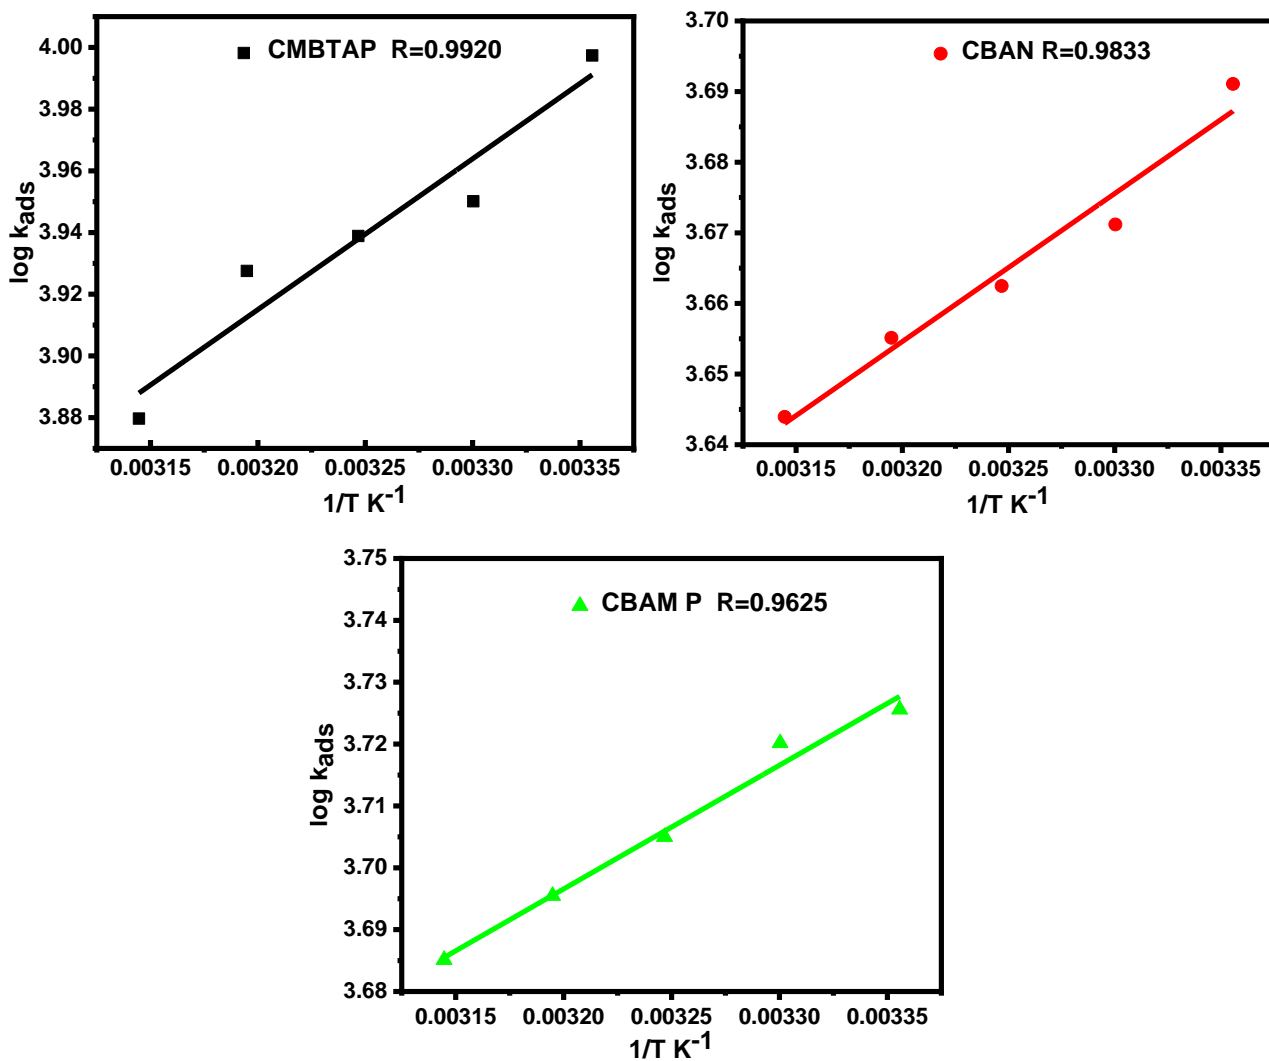 CMBTAP R=0.9920
4.00
3.98
3.96
3.94
3.92
3.90
3.88
log kads
0.00315 0.00320 0.00325 0.00330 0.00335
1/T K-1
CBAN R=0.9833
3.70
3.69
3.68
3.67
3.66
3.65
3.64
log kads
0.00315 0.00320 0.00325 0.00330 0.00335
1/T K-1
CBAM P R=0.9625
3.75
3.74
3.73
3.72
3.71
3.70
3.69
3.68
log kads
0.00315 0.00320 0.00325 0.00330 0.00335
1/T K-1